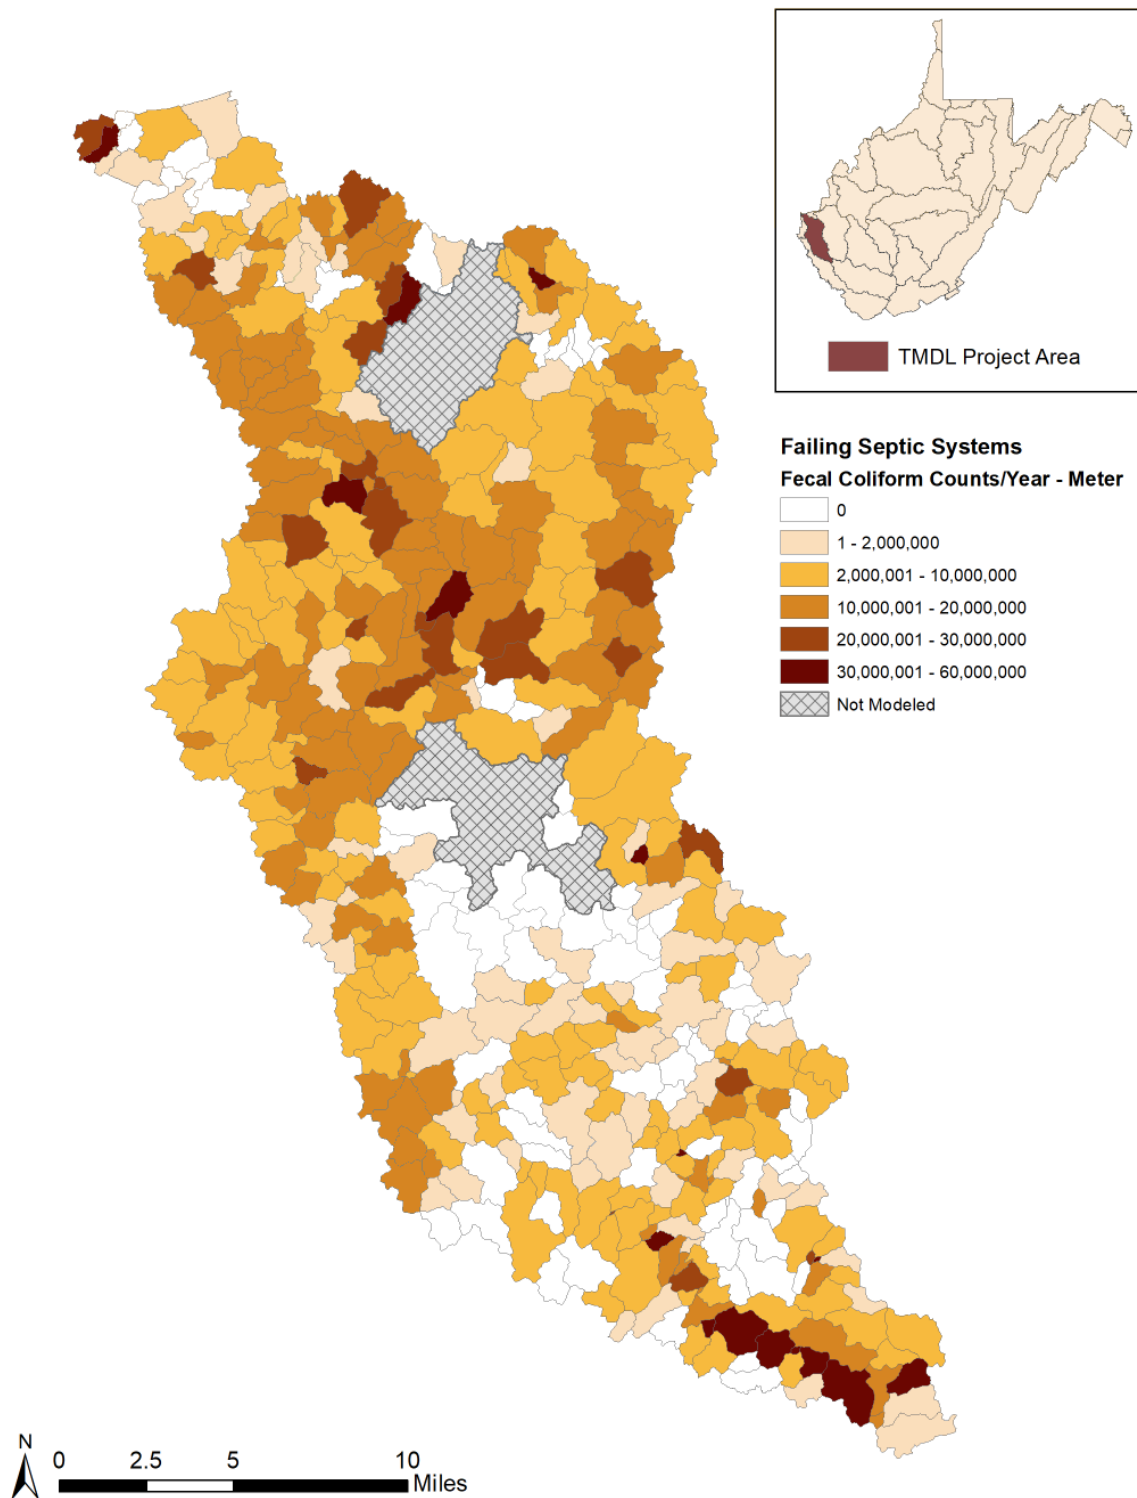 TMDL Project Area
Failing Septic Systems
Fecal Coliform Counts/Year - Meter
0
1 - 2,000,000
2,000,001 - 10,000,000
10,000,001 - 20,000,000
20,000,001 - 30,000,000
30,000,001 - 60,000,000
Not Modeled
N
0 2.5 5 10
Miles